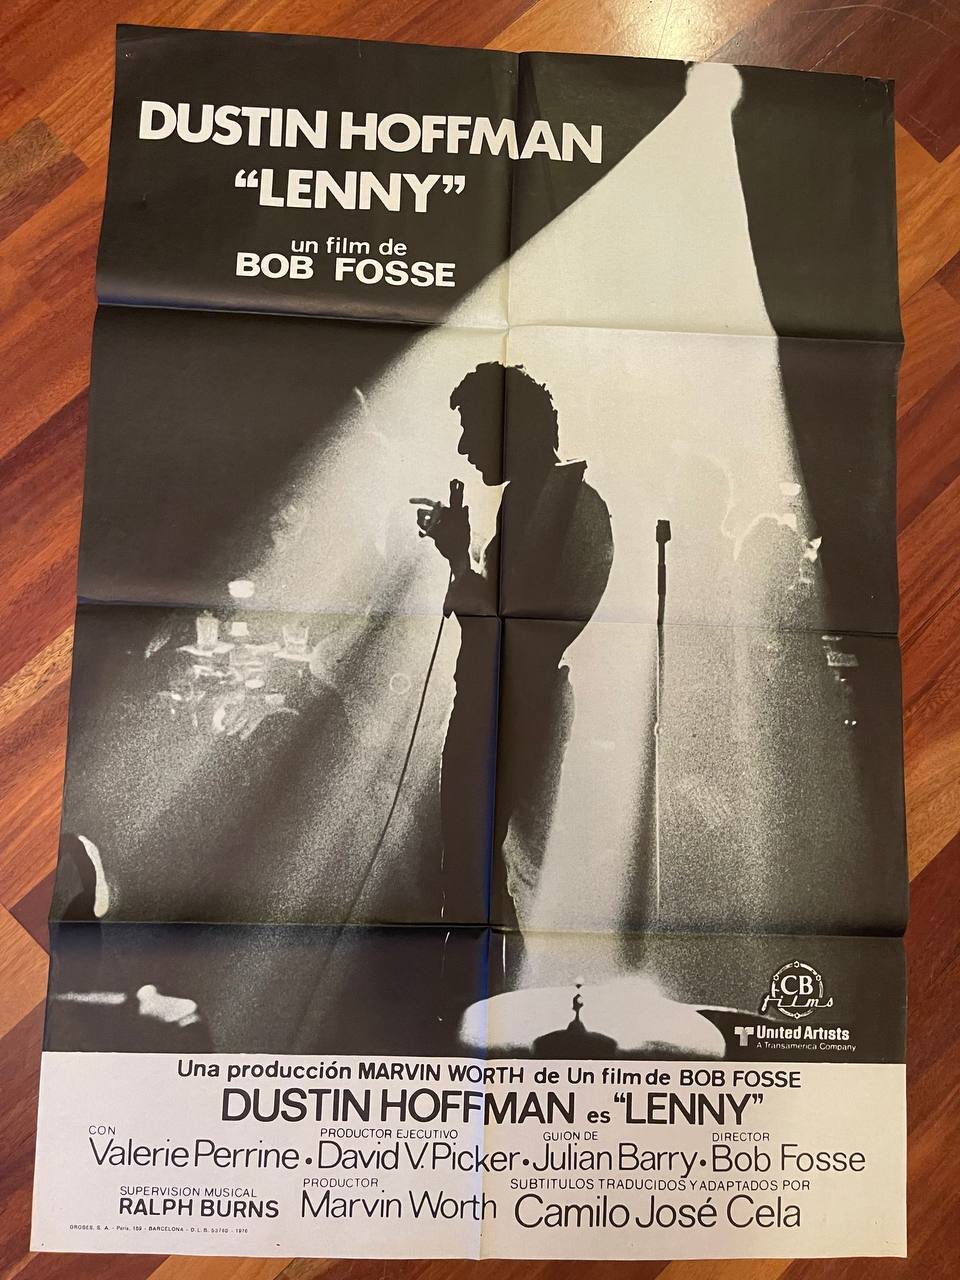 DUSTIN HOFFMAN
“LENNY”
un film de
BOB FOSSE
CB
films
United Artists
A Transamerica Company
Una producción MARVIN WORTH de Un film de BOB FOSSE
DUSTIN HOFFMAN es “LENNY”
CON PRODUCTOR EJECUTIVO GUION DE DIRECTOR
Valerie Perrine • David V. Picker • Julian Barry • Bob Fosse
SUPERVISION MUSICAL PRODUCTOR SUBTITULOS TRADUCIDOS Y ADAPTADOS POR
RALPH BURNS Marvin Worth Camilo José Cela
S. A. - París, 159 - BARCELONA - D.L.B. - 1976